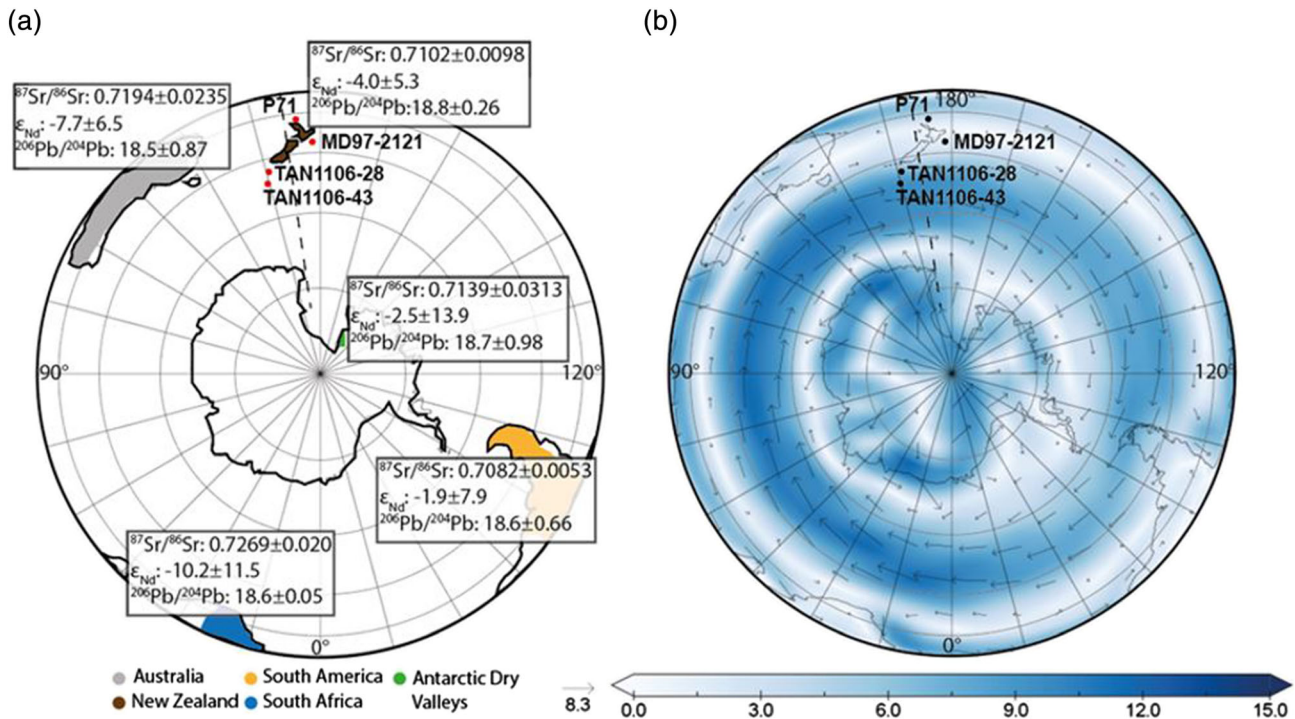 (a)
⁸⁷Sr/⁸⁶Sr: 0.7102±0.0098
εNd: -4.0±5.3
²⁰⁶Pb/²⁰⁴Pb:18.8±0.26
⁸⁷Sr/⁸⁶Sr: 0.7194±0.0235
εNd: -7.7±6.5
²⁰⁶Pb/²⁰⁴Pb: 18.5±0.87
P71
MD97-2121
TAN1106-28
TAN1106-43
⁸⁷Sr/⁸⁶Sr: 0.7139±0.0313
εNd: -2.5±13.9
²⁰⁶Pb/²⁰⁴Pb: 18.7±0.98
90°
120°
⁸⁷Sr/⁸⁶Sr: 0.7082±0.0053
εNd: -1.9±7.9
²⁰⁶Pb/²⁰⁴Pb: 18.6±0.66
⁸⁷Sr/⁸⁶Sr: 0.7269±0.020
εNd: -10.2±11.5
²⁰⁶Pb/²⁰⁴Pb: 18.6±0.05
0°
Australia
South America
Antarctic Dry
Valleys
New Zealand
South Africa
(b)
P71
180°
MD97-2121
TAN1106-28
TAN1106-43
90°
120°
0°
8.3
0.0 3.0 6.0 9.0 12.0 15.0